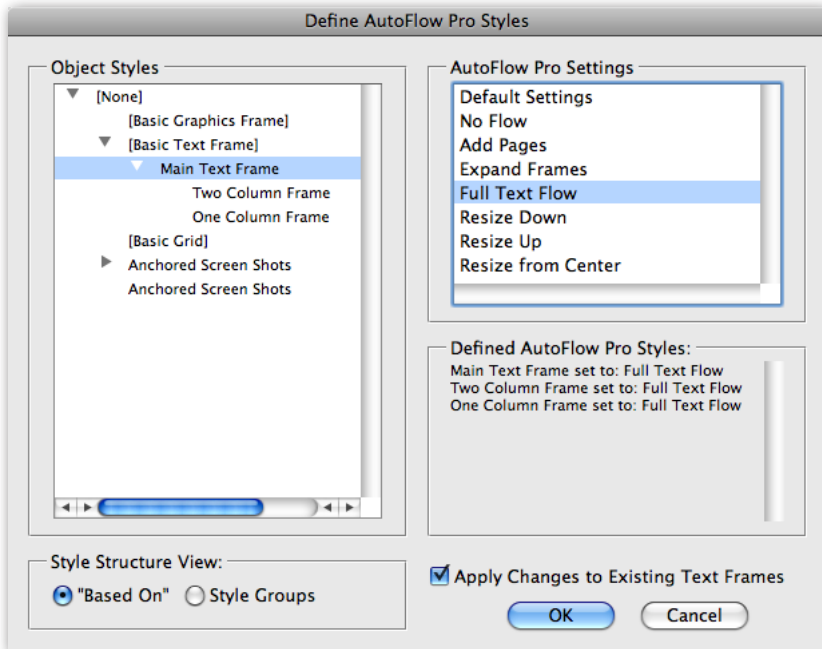 Define AutoFlow Pro Styles
Object Styles
[None]
[Basic Graphics Frame]
[Basic Text Frame]
Main Text Frame
Two Column Frame
One Column Frame
[Basic Grid]
Anchored Screen Shots
Anchored Screen Shots
Style Structure View:
"Based On"
Style Groups
AutoFlow Pro Settings
Default Settings
No Flow
Add Pages
Expand Frames
Full Text Flow
Resize Down
Resize Up
Resize from Center
Defined AutoFlow Pro Styles:
Main Text Frame set to: Full Text Flow
Two Column Frame set to: Full Text Flow
One Column Frame set to: Full Text Flow
Apply Changes to Existing Text Frames
OK
Cancel